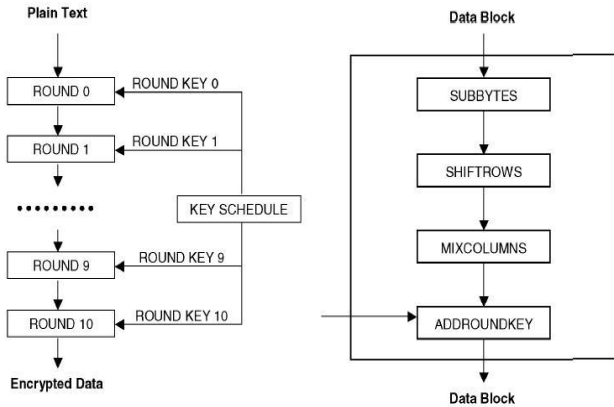 Plain Text
ROUND 0
ROUND KEY 0
ROUND 1
ROUND KEY 1
KEY SCHEDULE
ROUND 9
ROUND KEY 9
ROUND 10
ROUND KEY 10
Encrypted Data
Data Block
SUBBYTES
SHIFTROWS
MIXCOLUMNS
ADDROUNDKEY
Data Block